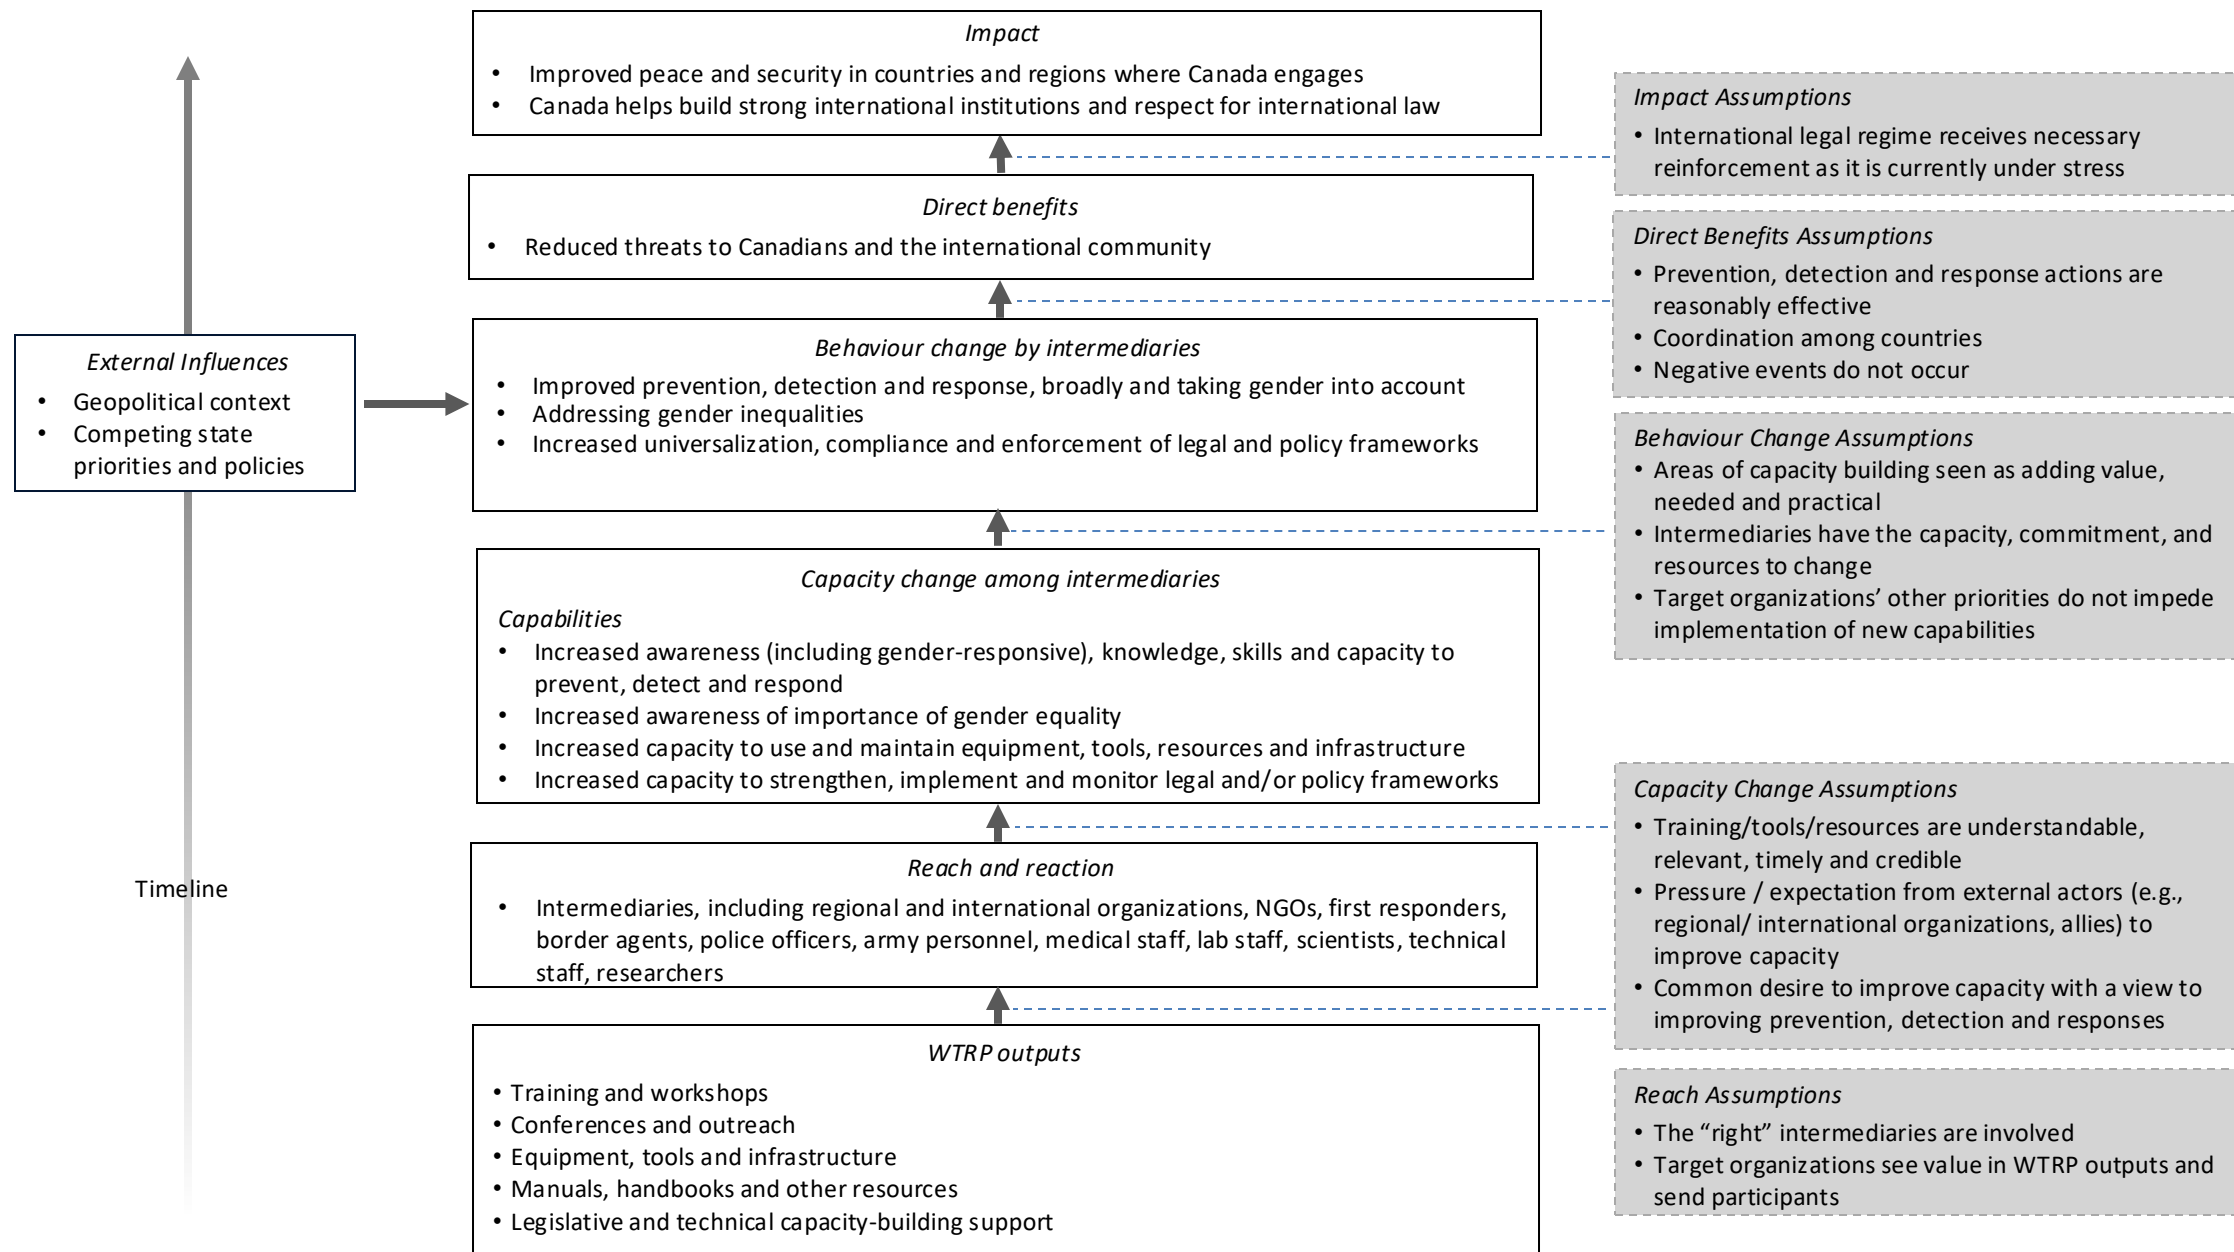 Impact
• Improved peace and security in countries and regions where Canada engages
• Canada helps build strong international institutions and respect for international law
Impact Assumptions
• International legal regime receives necessary
reinforcement as it is currently under stress
Direct benefits
• Reduced threats to Canadians and the international community
Direct Benefits Assumptions
• Prevention, detection and response actions are
reasonably effective
• Coordination among countries
• Negative events do not occur
External Influences
• Geopolitical context
• Competing state
priorities and policies
Behaviour change by intermediaries
• Improved prevention, detection and response, broadly and taking gender into account
• Addressing gender inequalities
• Increased universalization, compliance and enforcement of legal and policy frameworks
Behaviour Change Assumptions
• Areas of capacity building seen as adding value,
needed and practical
• Intermediaries have the capacity, commitment, and
resources to change
• Target organizations’ other priorities do not impede
implementation of new capabilities
Capacity change among intermediaries
Capabilities
• Increased awareness (including gender-responsive), knowledge, skills and capacity to
prevent, detect and respond
• Increased awareness of importance of gender equality
• Increased capacity to use and maintain equipment, tools, resources and infrastructure
• Increased capacity to strengthen, implement and monitor legal and/or policy frameworks
Capacity Change Assumptions
• Training/tools/resources are understandable,
relevant, timely and credible
• Pressure / expectation from external actors (e.g.,
regional/ international organizations, allies) to
improve capacity
• Common desire to improve capacity with a view to
improving prevention, detection and responses
Timeline
Reach and reaction
• Intermediaries, including regional and international organizations, NGOs, first responders,
border agents, police officers, army personnel, medical staff, lab staff, scientists, technical
staff, researchers
WTRP outputs
• Training and workshops
• Conferences and outreach
• Equipment, tools and infrastructure
• Manuals, handbooks and other resources
• Legislative and technical capacity-building support
Reach Assumptions
• The “right” intermediaries are involved
• Target organizations see value in WTRP outputs and
send participants